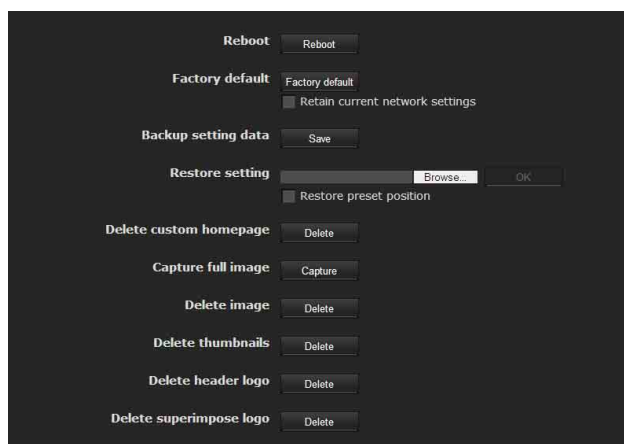 Reboot Reboot
Factory default Factory default
Retain current network settings
Backup setting data Save
Restore setting Browse... OK
Restore preset position
Delete custom homepage Delete
Capture full image Capture
Delete image Delete
Delete thumbnails Delete
Delete header logo Delete
Delete superimpose logo Delete